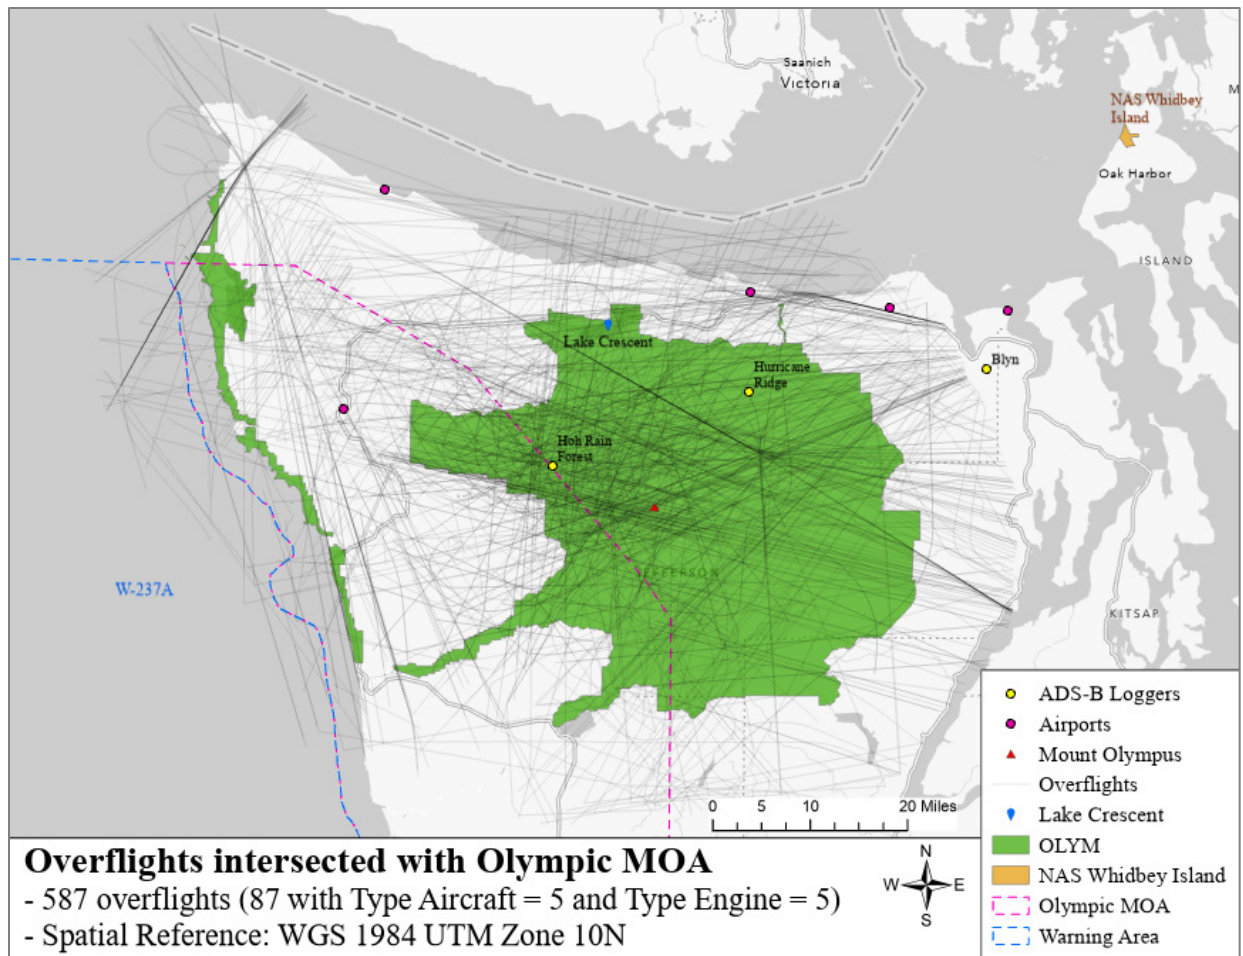 Saanich
Victoria
M
NAS Whidbey
Island
Oak Harbor
ISLAND
Lake Crescent
Hurricane
Ridge
Blyn
Hoh Rain
Forest
JEFFERSON
W-237A
KITSAP
0 5 10 20 Miles
ADS-B Loggers
Airports
Mount Olympus
Overflights
Lake Crescent
OLYM
NAS Whidbey Island
Olympic MOA
Warning Area
Overflights intersected with Olympic MOA
- 587 overflights (87 with Type Aircraft = 5 and Type Engine = 5)
- Spatial Reference: WGS 1984 UTM Zone 10N
N
W E
S